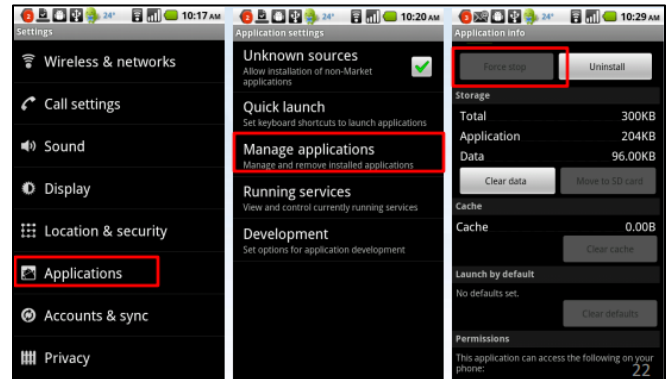 24° 10:17 AM
Settings
Wireless & networks
Call settings
Sound
Display
Location & security
Applications
Accounts & sync
Privacy
24° 10:20 AM
Application settings
Unknown sources
Allow installation of non-Market
applications
Quick launch
Set keyboard shortcuts to launch applications
Manage applications
Manage and remove installed applications
Running services
View and control currently running services
Development
Set options for application development
24° 10:29 AM
Application info
Force stop Uninstall
Storage
Total 300KB
Application 204KB
Data 96.00KB
Clear data Move to SD card
Cache
Cache 0.00B
Clear cache
Launch by default
No defaults set.
Clear defaults
Permissions
This application can access the following on your
phone:
22